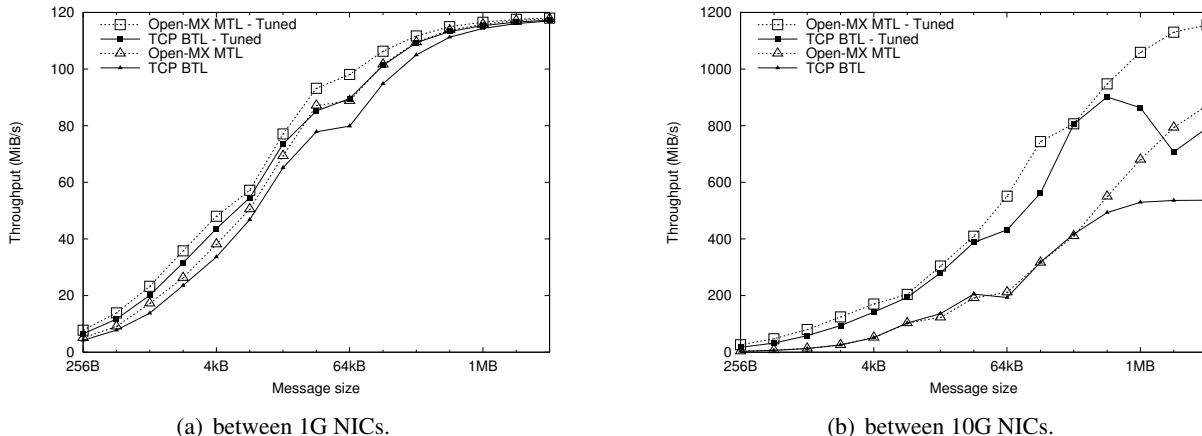 120
100
80
60
40
20
0
Throughput (MiB/s)
Open-MX MTL - Tuned
TCP BTL - Tuned
Open-MX MTL
TCP BTL
256B
4kB
64kB
1MB
Message size
(a) between 1G NICs.
1200
1000
800
600
400
200
0
Throughput (MiB/s)
Open-MX MTL - Tuned
TCP BTL - Tuned
Open-MX MTL
TCP BTL
256B
4kB
64kB
1MB
Message size
(b) between 10G NICs.